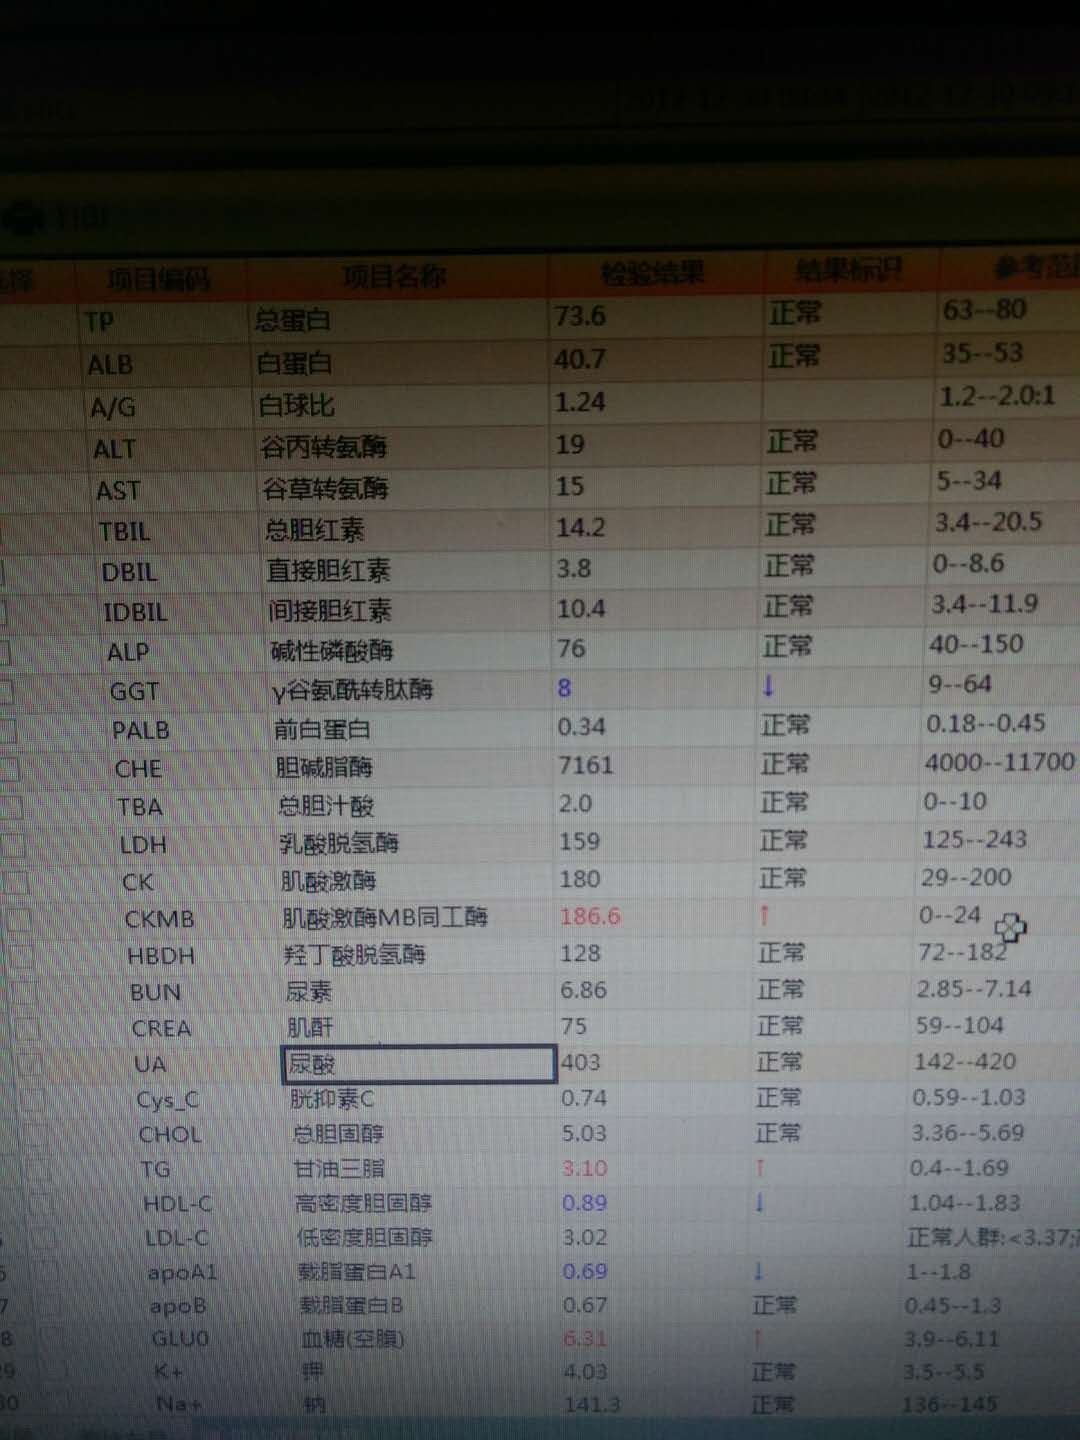 选择 项目编码 项目名称 检验结果 结果标识 参考范
TP 总蛋白 73.6 正常 63--80
ALB 白蛋白 40.7 正常 35--53
A/G 白球比 1.24 1.2--2.0:1
ALT 谷丙转氨酶 19 正常 0--40
AST 谷草转氨酶 15 正常 5--34
TBIL 总胆红素 14.2 正常 3.4--20.5
DBIL 直接胆红素 3.8 正常 0--8.6
IDBIL 间接胆红素 10.4 正常 3.4--11.9
ALP 碱性磷酸酶 76 正常 40--150
GGT γ谷氨酰转肽酶 8 ↓ 9--64
PALB 前白蛋白 0.34 正常 0.18--0.45
CHE 胆碱脂酶 7161 正常 4000--11700
TBA 总胆汁酸 2.0 正常 0--10
LDH 乳酸脱氢酶 159 正常 125--243
CK 肌酸激酶 180 正常 29--200
CKMB 肌酸激酶MB同工酶 186.6 ↑ 0--24
HBDH 羟丁酸脱氢酶 128 正常 72--182
BUN 尿素 6.86 正常 2.85--7.14
CREA 肌酐 75 正常 59--104
UA 尿酸 403 正常 142--420
Cys_C 胱抑素C 0.74 正常 0.59--1.03
CHOL 总胆固醇 5.03 正常 3.36--5.69
TG 甘油三脂 3.10 ↑ 0.4--1.69
HDL-C 高密度胆固醇 0.89 ↓ 1.04--1.83
LDL-C 低密度胆固醇 3.02 正常人群:<3.37;
apoA1 载脂蛋白A1 0.69 ↓ 1--1.8
apoB 载脂蛋白B 0.67 正常 0.45--1.3
GLU0 血糖(空腹) 6.31 ↑ 3.9--6.11
K+ 钾 4.03 正常 3.5--5.5
Na+ 钠 141.3 正常 136--145